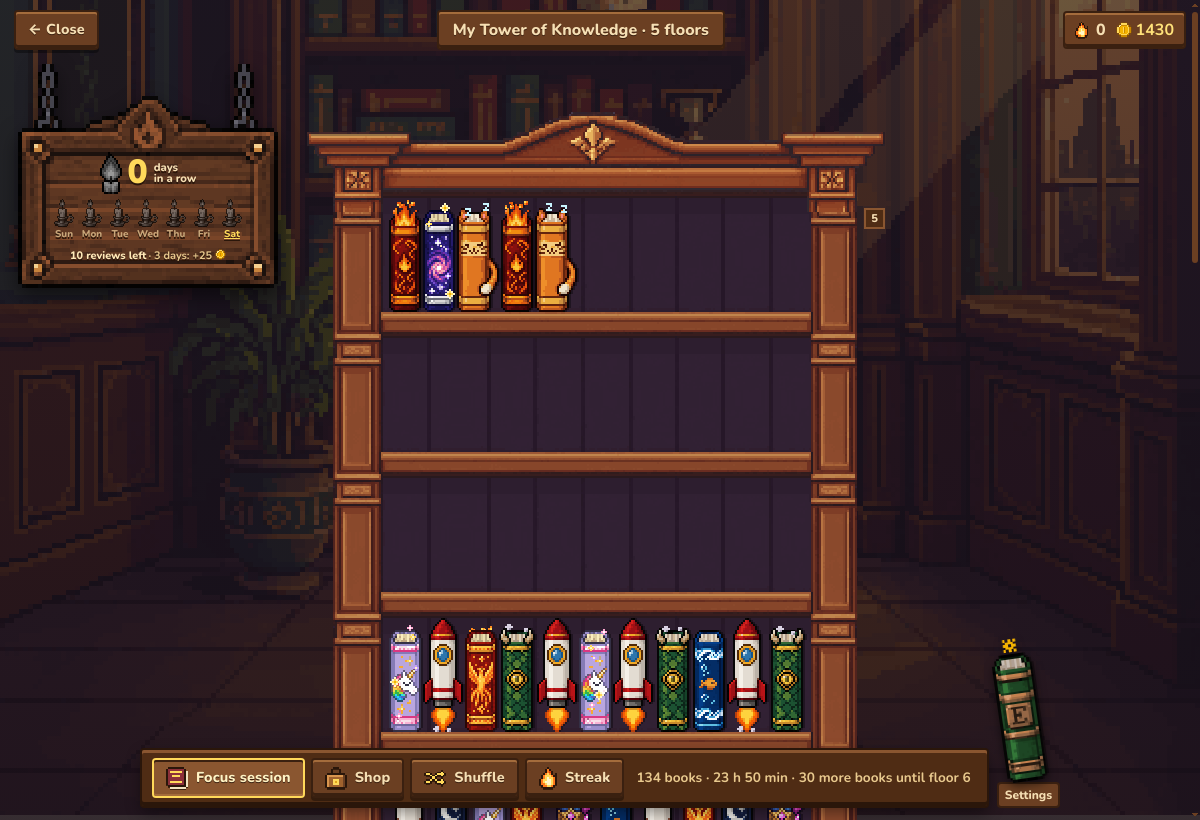 ← Close
My Tower of Knowledge · 5 floors
0 1430
0 days in a row
Sun Mon Tue Wed Thu Fri Sat
10 reviews left · 3 days: +25
5
E
Focus session
Shop
Shuffle
Streak
134 books · 23 h 50 min · 30 more books until floor 6
Settings